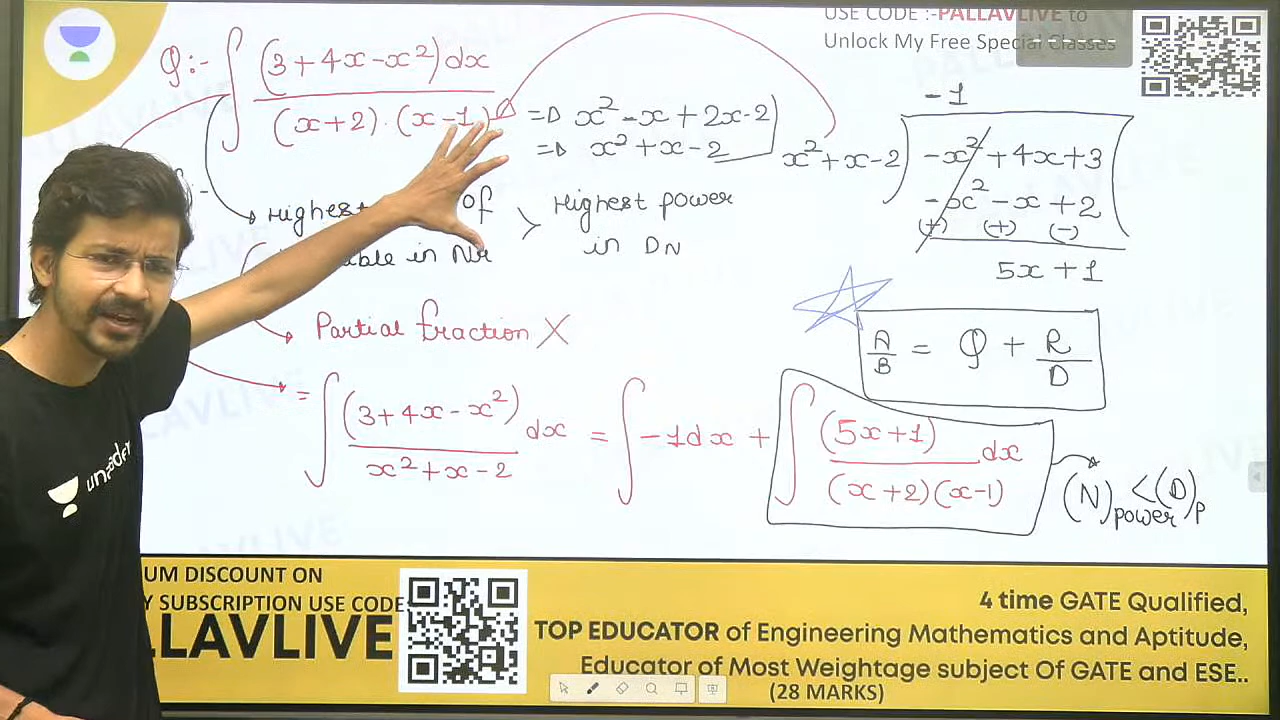 USE CODE :-PALLAVLIVE to
Unlock My Free Special Classes
Q:- ∫ (3+4x-x²)dx / (x+2).(x-1)
=D x²-x+2x-2
=D x²+x-2
-1
x²+x-2 ) -x²+4x+3
-x²-x+2
(+) (+) (-)
5x+1
Highest of > Highest power
in Nr in DN
Partial fraction X
A/B = Q + R/D
= ∫ (3+4x-x²) / x²+x-2 dx = ∫-1dx + ∫ (5x+1) / (x+2)(x-1) dx
(N)power <(D)p
unacademy
UM DISCOUNT ON
Y SUBSCRIPTION USE CODE:
LLAVLIVE
4 time GATE Qualified,
TOP EDUCATOR of Engineering Mathematics and Aptitude,
Educator of Most Weightage subject Of GATE and ESE..
(28 MARKS)